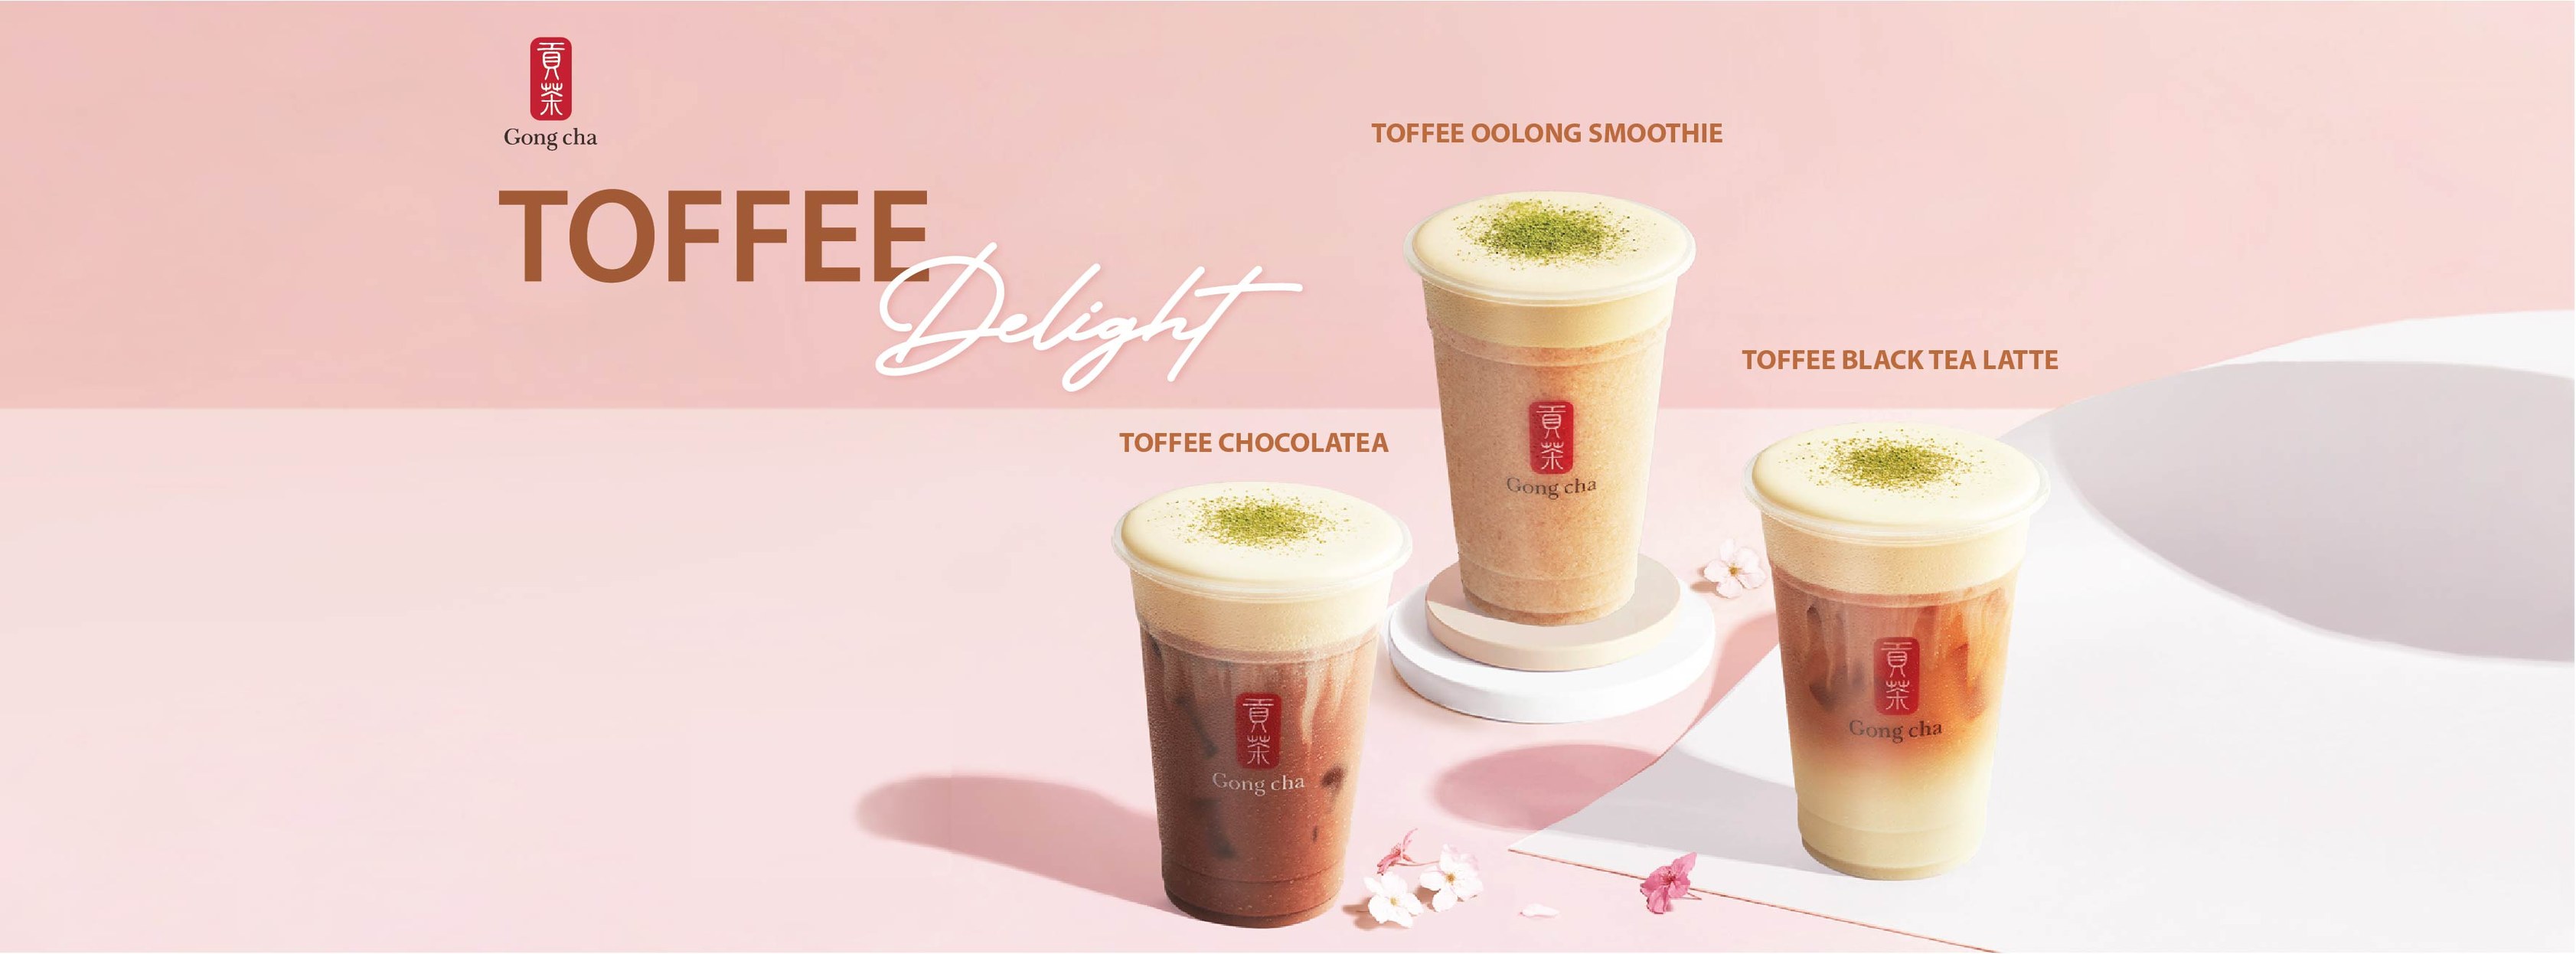 貢茶
Gong cha
TOFFEE
Delight
TOFFEE OOLONG SMOOTHIE
TOFFEE BLACK TEA LATTE
TOFFEE CHOCOLATEA
貢茶
Gong cha
貢茶
Gong cha
貢茶
Gong cha